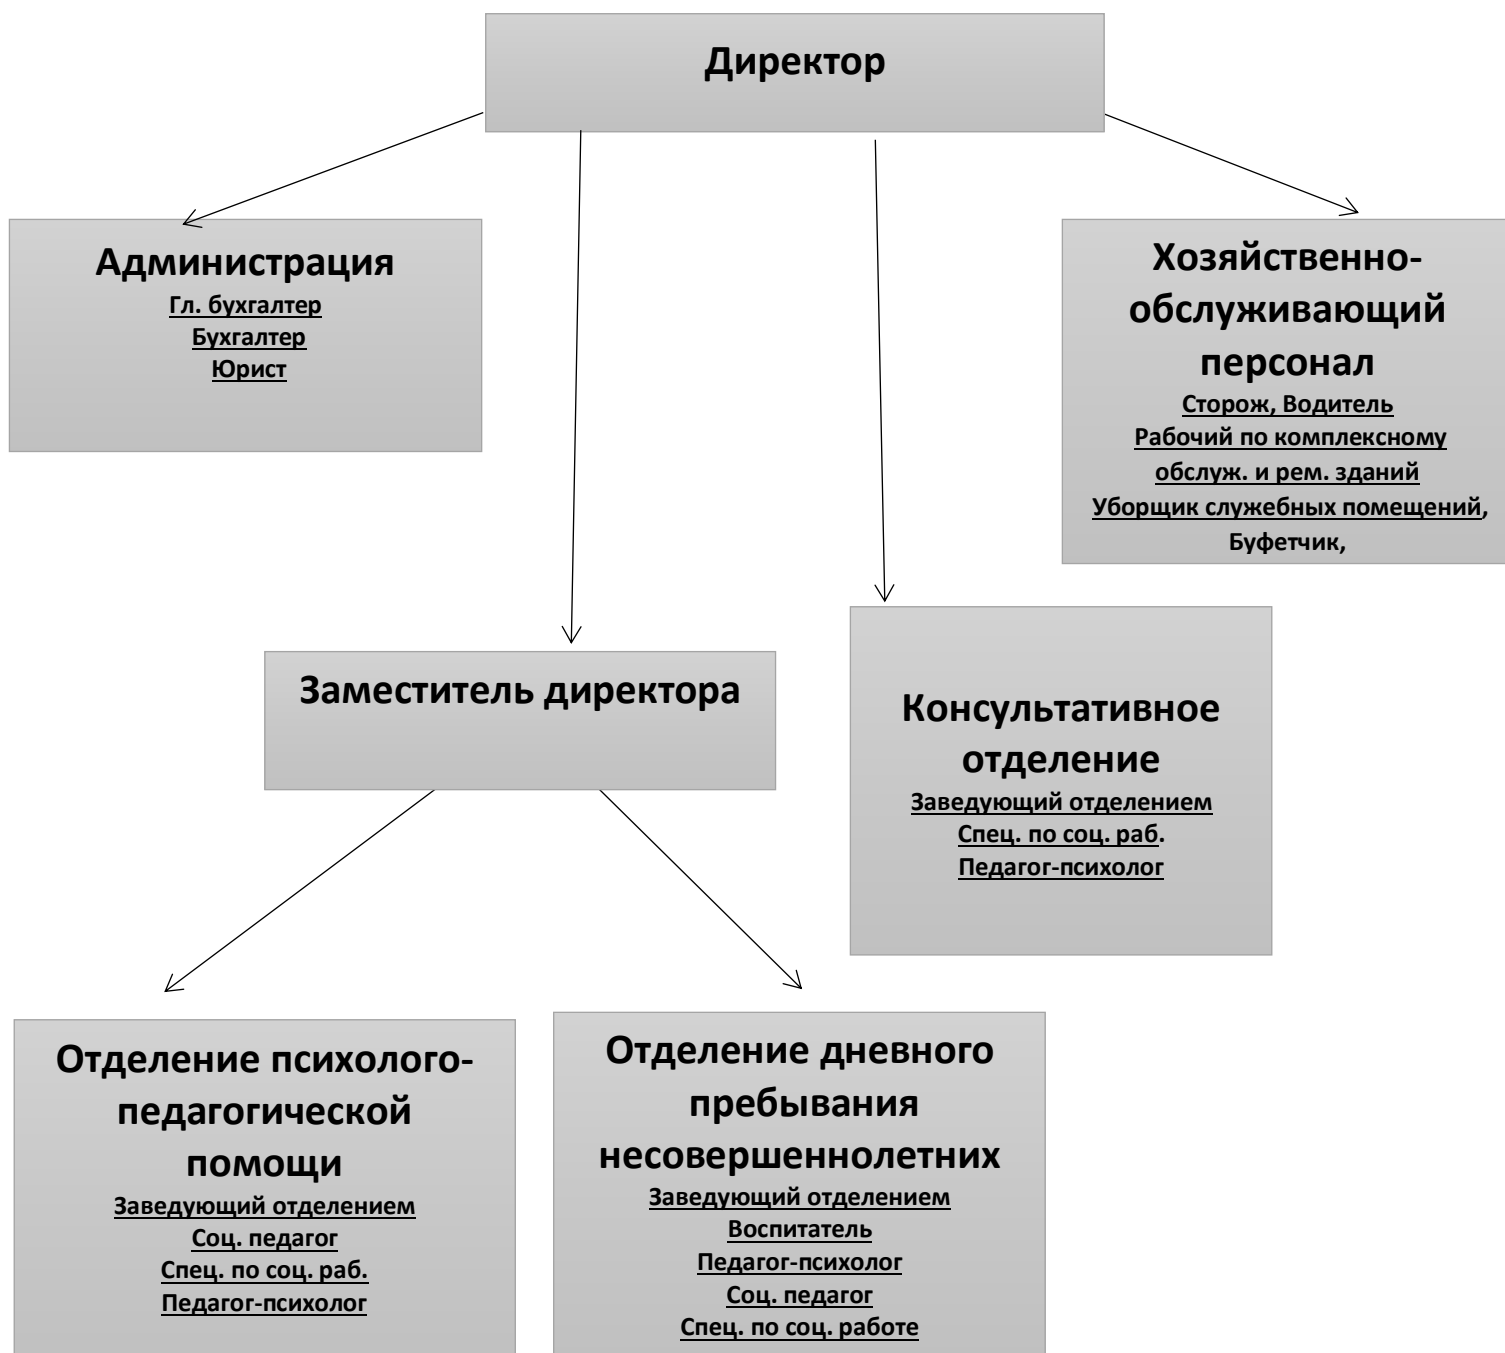 Директор
Администрация
Гл. бухгалтер
Бухгалтер
Юрист
Хозяйственно-
обслуживающий
персонал
Сторож, Водитель
Рабочий по комплексному
обслуж. и рем. зданий
Уборщик служебных помещений,
Буфетчик,
Заместитель директора
Консультативное
отделение
Заведующий отделением
Спец. по соц. раб.
Педагог-психолог
Отделение психолого-
педагогической
помощи
Заведующий отделением
Соц. педагог
Спец. по соц. раб.
Педагог-психолог
Отделение дневного
пребывания
несовершеннолетних
Заведующий отделением
Воспитатель
Педагог-психолог
Соц. педагог
Спец. по соц. работе